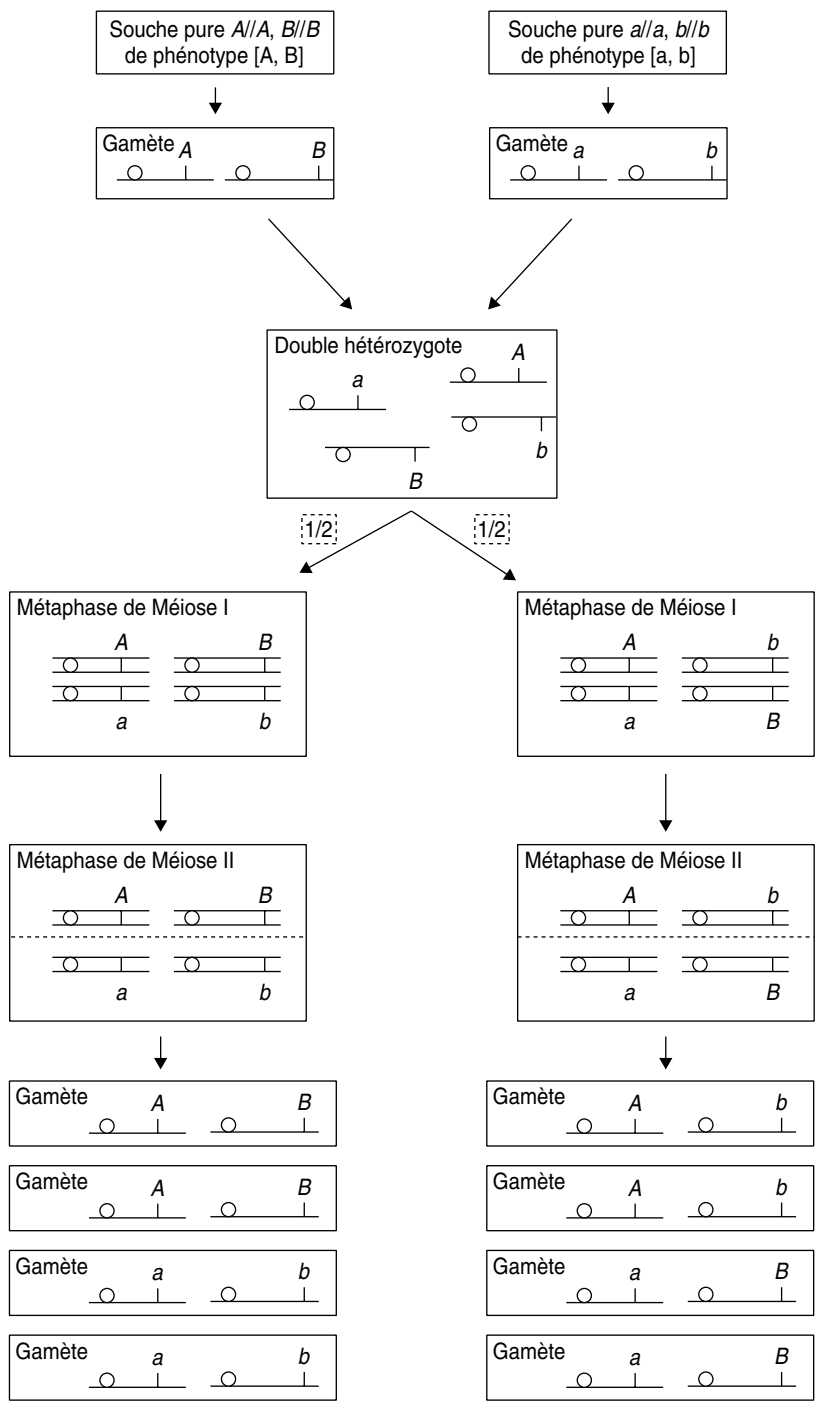 Souche pure A//A, B//B
de phénotype [A, B]
Souche pure a//a, b//b
de phénotype [a, b]
Gamète A B
Gamète a b
Double hétérozygote
A
a
b
B
1/2 1/2
Métaphase de Méiose I
A B
a b
Métaphase de Méiose I
A b
a B
Métaphase de Méiose II
A B
a b
Métaphase de Méiose II
A b
a B
Gamète A B
Gamète A b
Gamète A B
Gamète A b
Gamète a b
Gamète a B
Gamète a b
Gamète a B